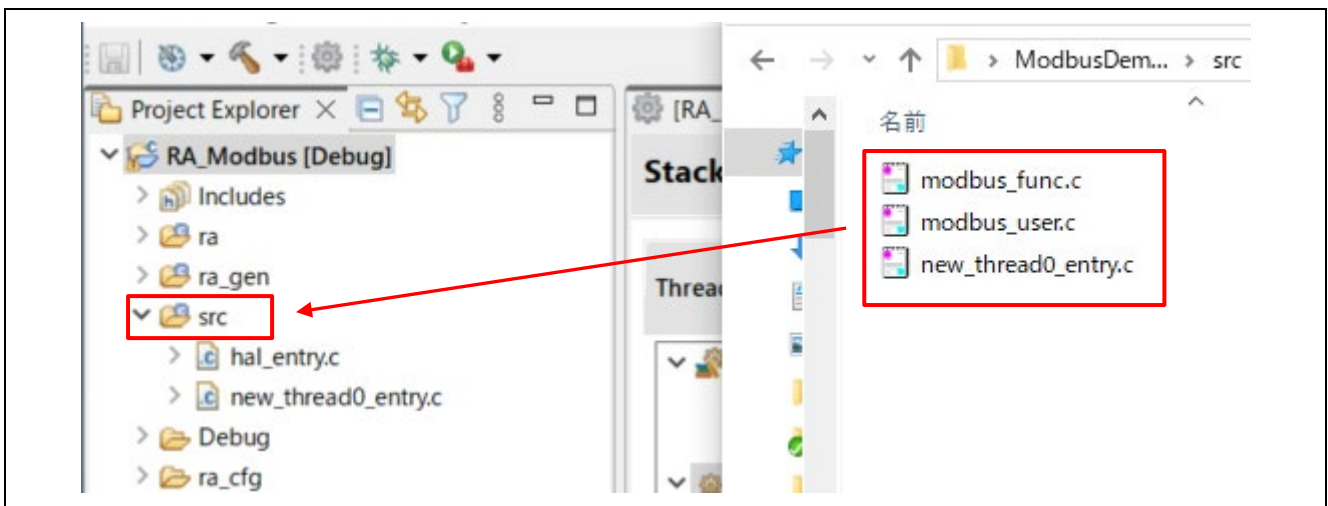 Project Explorer
RA_Modbus [Debug]
Includes
ra
ra_gen
src
hal_entry.c
new_thread0_entry.c
Debug
ra_cfg
[RA_
Stack
Threa
ModbusDem... > src
名前
modbus_func.c
modbus_user.c
new_thread0_entry.c